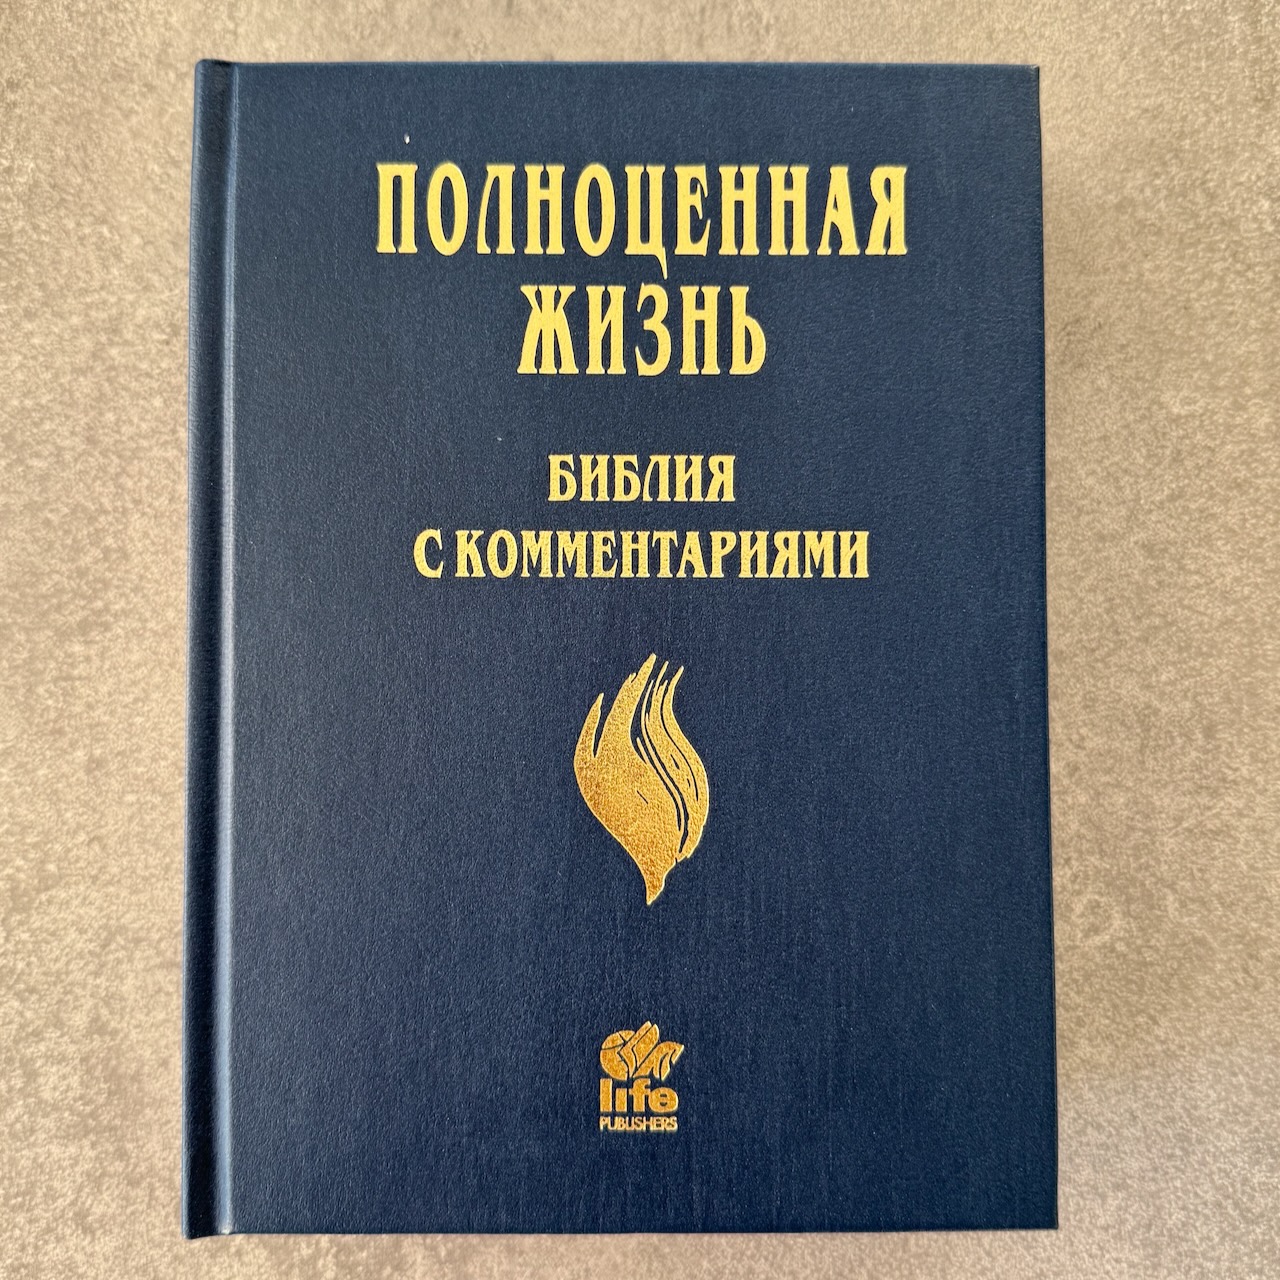 ПОЛНОЦЕННАЯ
ЖИЗНЬ
БИБЛИЯ
С КОММЕНТАРИЯМИ
life
PUBLISHERS